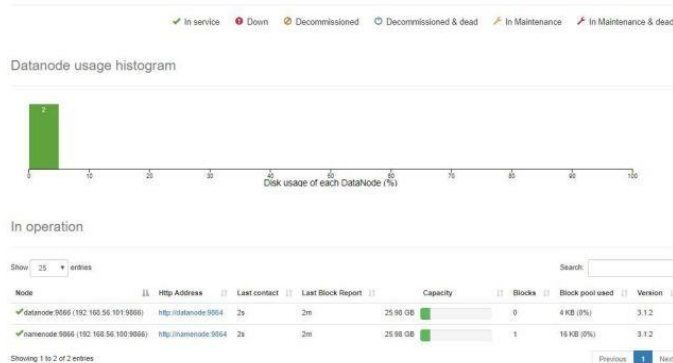 In service Down Decommissioned Decommissioned & dead In Maintenance In Maintenance & dead
Datanode usage histogram
2
0 10 20 30 40 50 60 70 80 90 100
Disk usage of each DataNode (%)
In operation
Show 25 entries Search:
Node Http Address Last contact Last Block Report Capacity Blocks Block pool used Version
datanode:9866 (192.168.56.101:9866) http://datanode:9864 2s 2m 25.98 GB 0 4 KB (0%) 3.1.2
namenode:9866 (192.168.56.100:9866) http://namenode:9864 2s 2m 25.98 GB 1 16 KB (0%) 3.1.2
Showing 1 to 2 of 2 entries Previous 1 Next